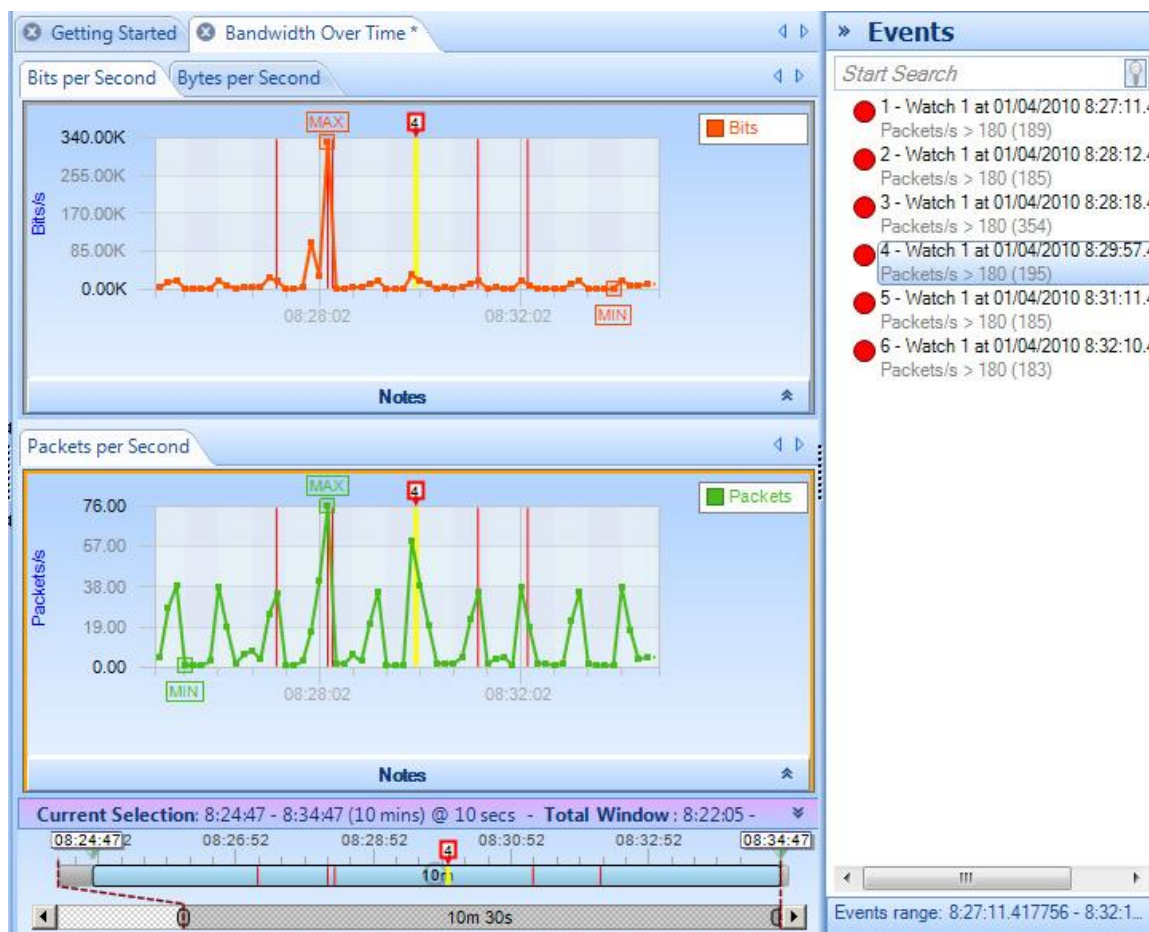 Getting Started
Bandwidth Over Time *
Bits per Second
Bytes per Second
MAX
4
Bits
340.00K
255.00K
170.00K
85.00K
0.00K
Bits/s
08:28:02
08:32:02
MIN
Notes
Packets per Second
MAX
4
Packets
76.00
57.00
38.00
19.00
0.00
Packets/s
MIN
08:28:02
08:32:02
Notes
Current Selection: 8:24:47 - 8:34:47 (10 mins) @ 10 secs - Total Window : 8:22:05 -
08:24:47 2 08:26:52 08:28:52 08:30:52 08:32:52 08:34:47
4
10m
10m 30s
» Events
Start Search
1 - Watch 1 at 01/04/2010 8:27:11.4
Packets/s > 180 (189)
2 - Watch 1 at 01/04/2010 8:28:12.4
Packets/s > 180 (185)
3 - Watch 1 at 01/04/2010 8:28:18.4
Packets/s > 180 (354)
4 - Watch 1 at 01/04/2010 8:29:57.4
Packets/s > 180 (195)
5 - Watch 1 at 01/04/2010 8:31:11.4
Packets/s > 180 (185)
6 - Watch 1 at 01/04/2010 8:32:10.4
Packets/s > 180 (183)
Events range: 8:27:11.417756 - 8:32:1...